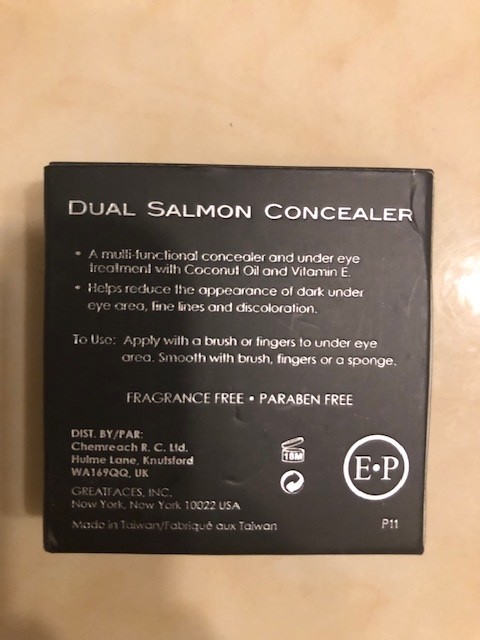 DUAL SALMON CONCEALER
• A multi-functional concealer and under eye
treatment with Coconut Oil and Vitamin E.
• Helps reduce the appearance of dark under
eye area, fine lines and discoloration.
To Use: Apply with a brush or fingers to under eye
area. Smooth with brush, fingers or a sponge.
FRAGRANCE FREE • PARABEN FREE
DIST. BY/PAR:
Chemreach R. C. Ltd.
Hulme Lane, Knutsford
WA169QQ, UK
GREATFACES, INC.
New York, New York 10022 USA
Made in Taiwan/Fabriqué aux Taiwan
18M
E•P
P11